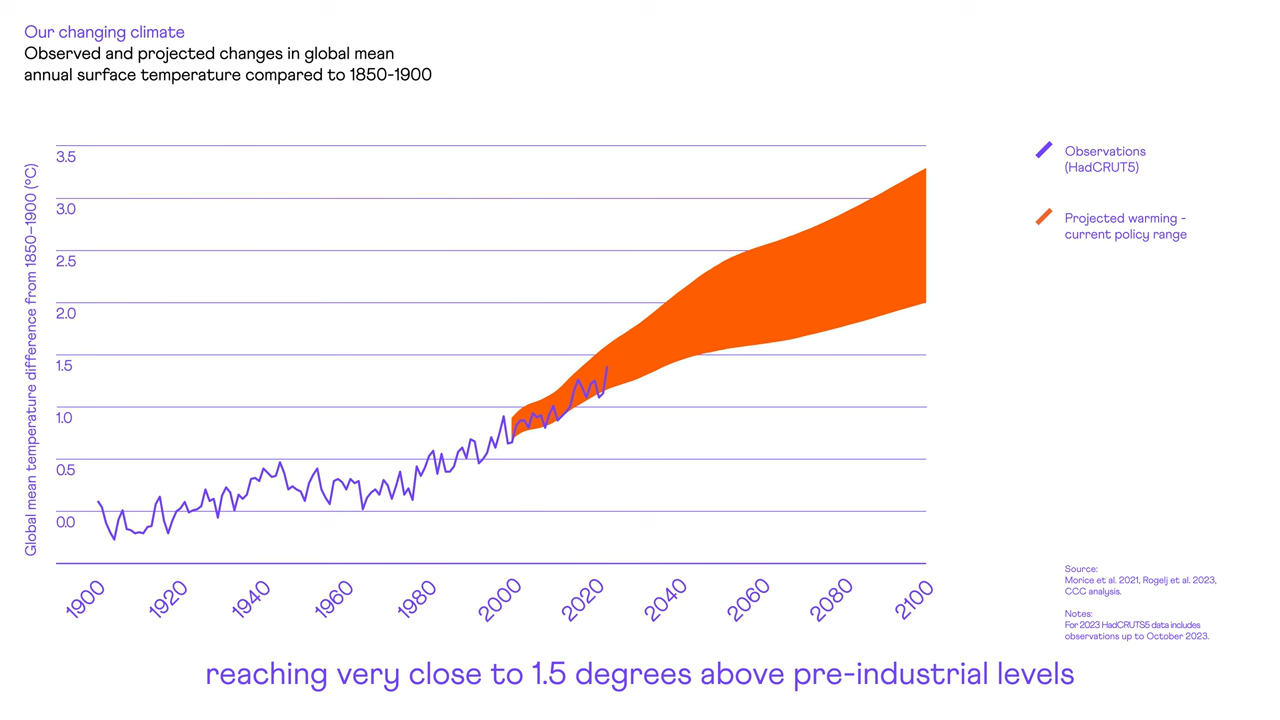 Our changing climate
Observed and projected changes in global mean
annual surface temperature compared to 1850-1900
Global mean temperature difference from 1850–1900 (°C)
3.5
3.0
2.5
2.0
1.5
1.0
0.5
0.0
1900
1920
1940
1960
1980
2000
2020
2040
2060
2080
2100
Observations
(HadCRUT5)
Projected warming -
current policy range
Source:
Morice et al. 2021, Rogelj et al. 2023,
CCC analysis.
Notes:
For 2023 HadCRUTS5 data includes
observations up to October 2023.
reaching very close to 1.5 degrees above pre-industrial levels